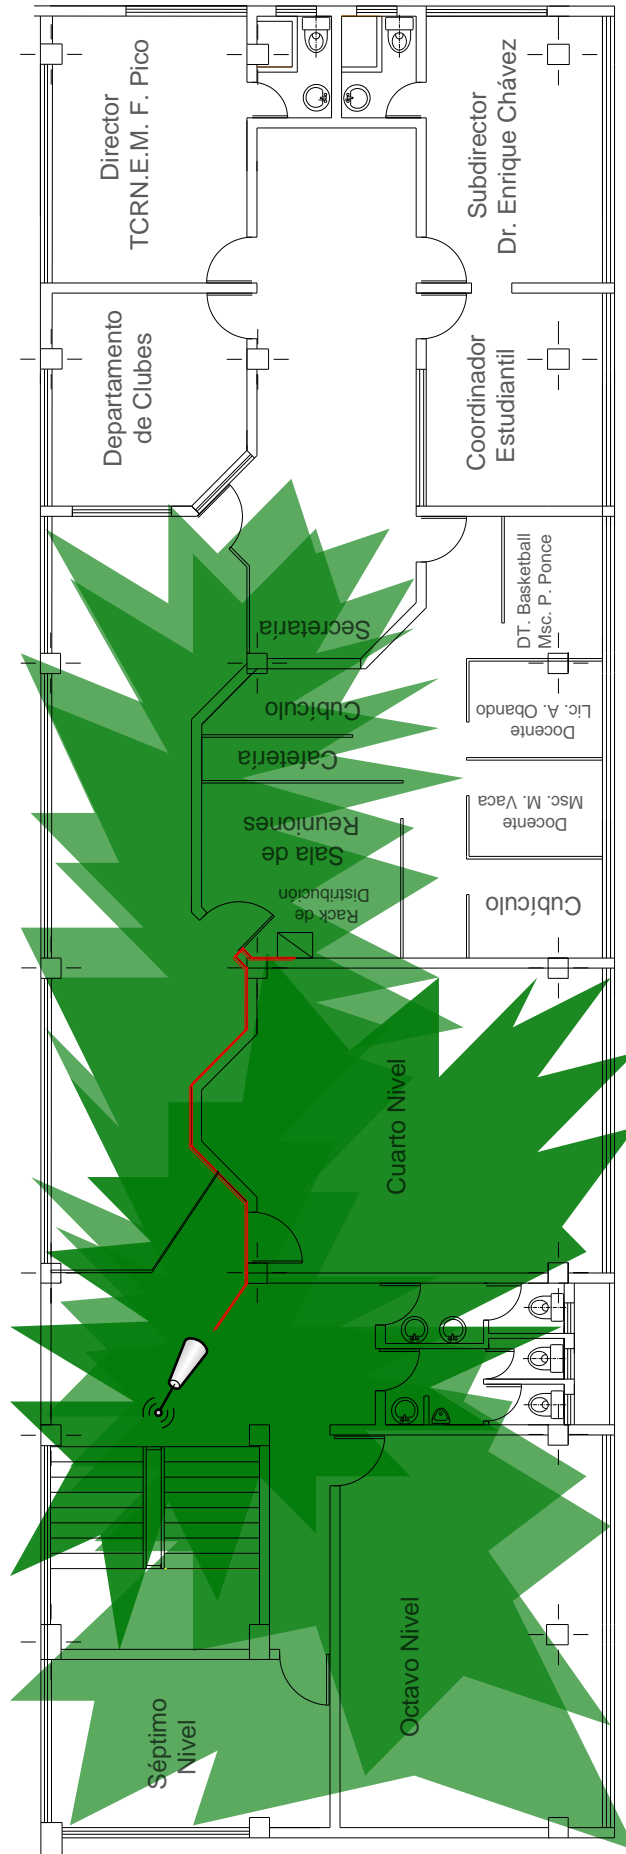 Director
TCRN.E.M. F. Pico
Subdirector
Dr. Enrique Chávez
Departamento
de Clubes
Coordinador
Estudiantil
DT. Basketball
Msc. P. Ponce
Secretaría
Cubículo
Docente
Lic. A. Obando
Cafetería
Sala de
Reuniones
Docente
Msc. M. Vaca
Rack de
Distribución
Cubículo
Cuarto Nivel
Octavo Nivel
Séptimo
Nivel